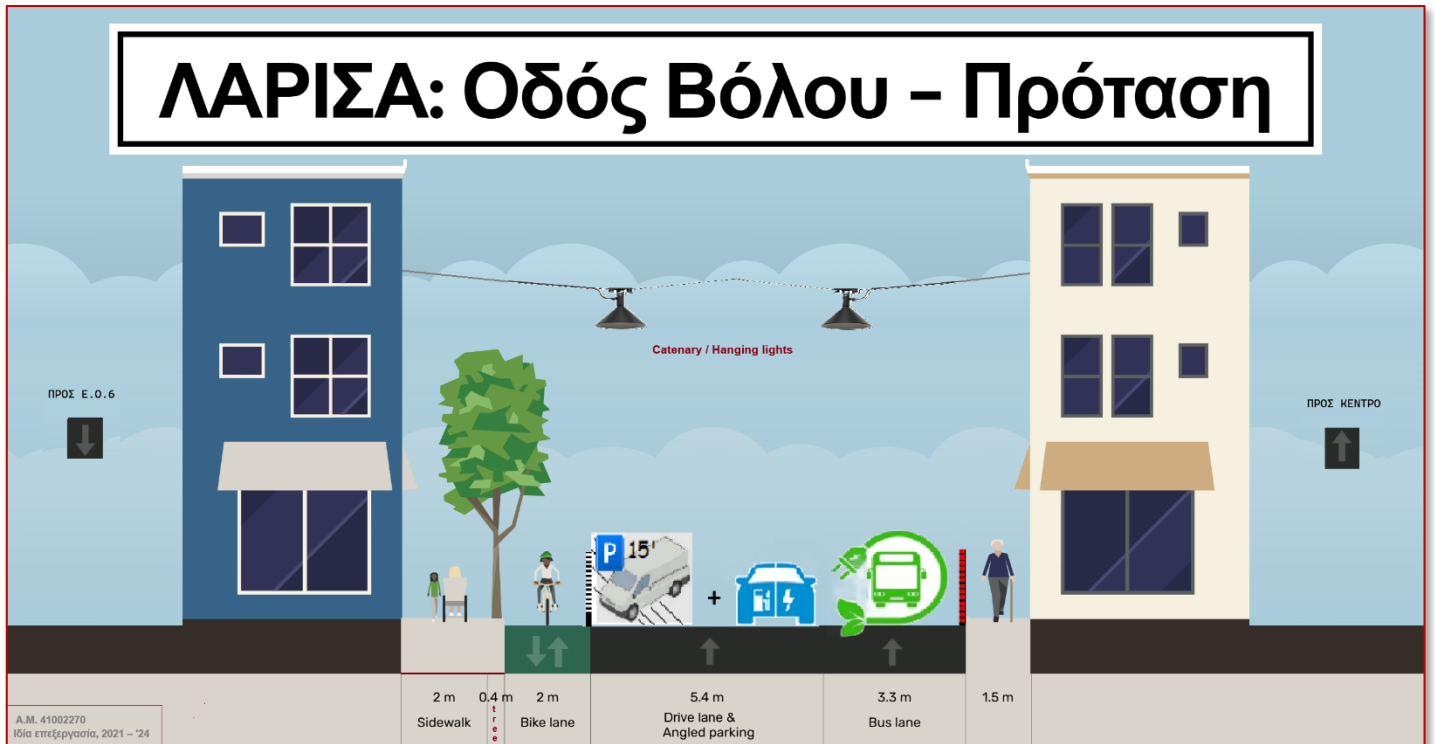 ΛΑΡΙΣΑ: Οδός Βόλου – Πρόταση
Catenary / Hanging lights
ΠΡΟΣ Ε.Ο.6
ΠΡΟΣ ΚΕΝΤΡΟ
P 15'
+
2 m
0.4 m
2 m
5.4 m
3.3 m
1.5 m
Sidewalk
tree
Bike lane
Drive lane &
Angled parking
Bus lane
Α.Μ. 41002270
Ιδία επεξεργασία, 2021 – '24